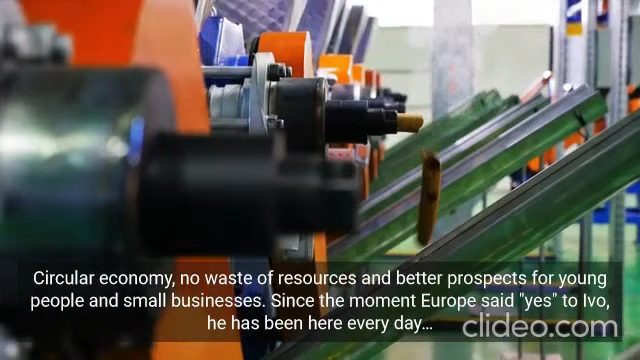 Circular economy, no waste of resources and better prospects for young
people and small businesses. Since the moment Europe said "yes" to Ivo,
he has been here every day…
clideo.com